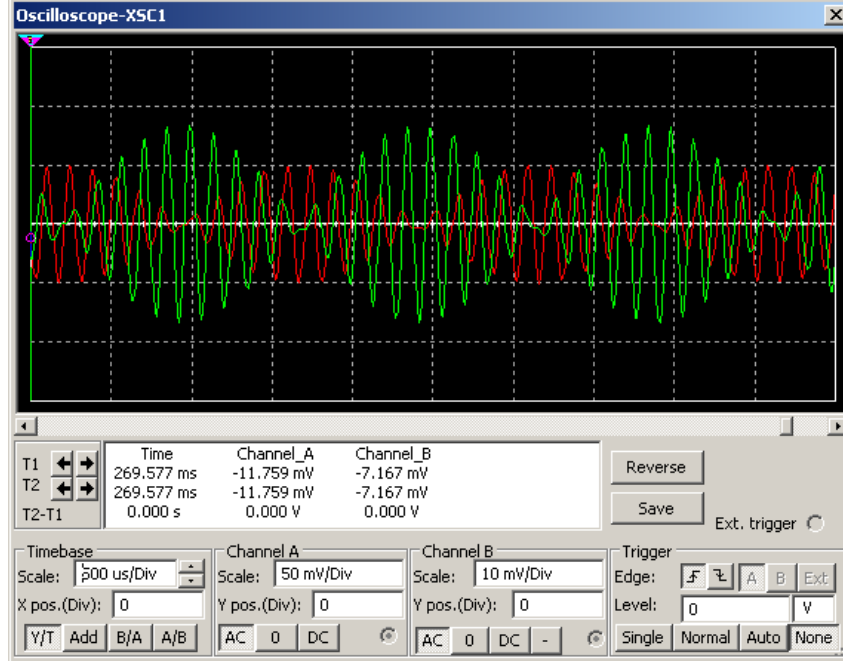 Oscilloscope-XSC1
3
T1
T2
T2-T1
Time Channel_A Channel_B
269.577 ms -11.759 mV -7.167 mV
269.577 ms -11.759 mV -7.167 mV
0.000 s 0.000 V 0.000 V
Reverse
Save
Ext. trigger
Timebase
Scale: 500 us/Div
X pos.(Div): 0
Y/T Add B/A A/B
Channel A
Scale: 50 mV/Div
Y pos.(Div): 0
AC 0 DC
Channel B
Scale: 10 mV/Div
Y pos.(Div): 0
AC 0 DC -
Trigger
Edge: A B Ext
Level: 0 V
Single Normal Auto None